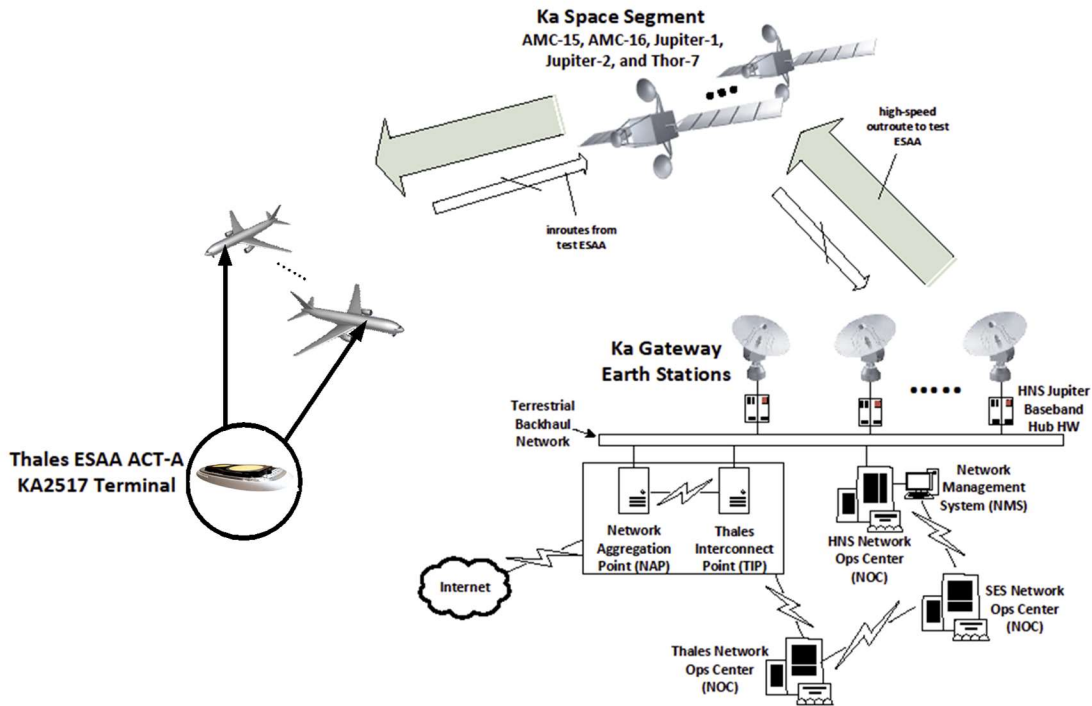 Ka Space Segment
AMC-15, AMC-16, Jupiter-1,
Jupiter-2, and Thor-7
high-speed
outroute to test
ESAA
inroutes from
test ESAA
Ka Gateway
Earth Stations
HNS Jupiter
Baseband
Hub HW
Terrestrial
Backhaul
Network
Thales ESAA ACT-A
KA2517 Terminal
Network
Aggregation
Point (NAP)
Thales
Interconnect
Point (TIP)
Network
Management
System (NMS)
HNS Network
Ops Center
(NOC)
Internet
SES Network
Ops Center
(NOC)
Thales Network
Ops Center
(NOC)